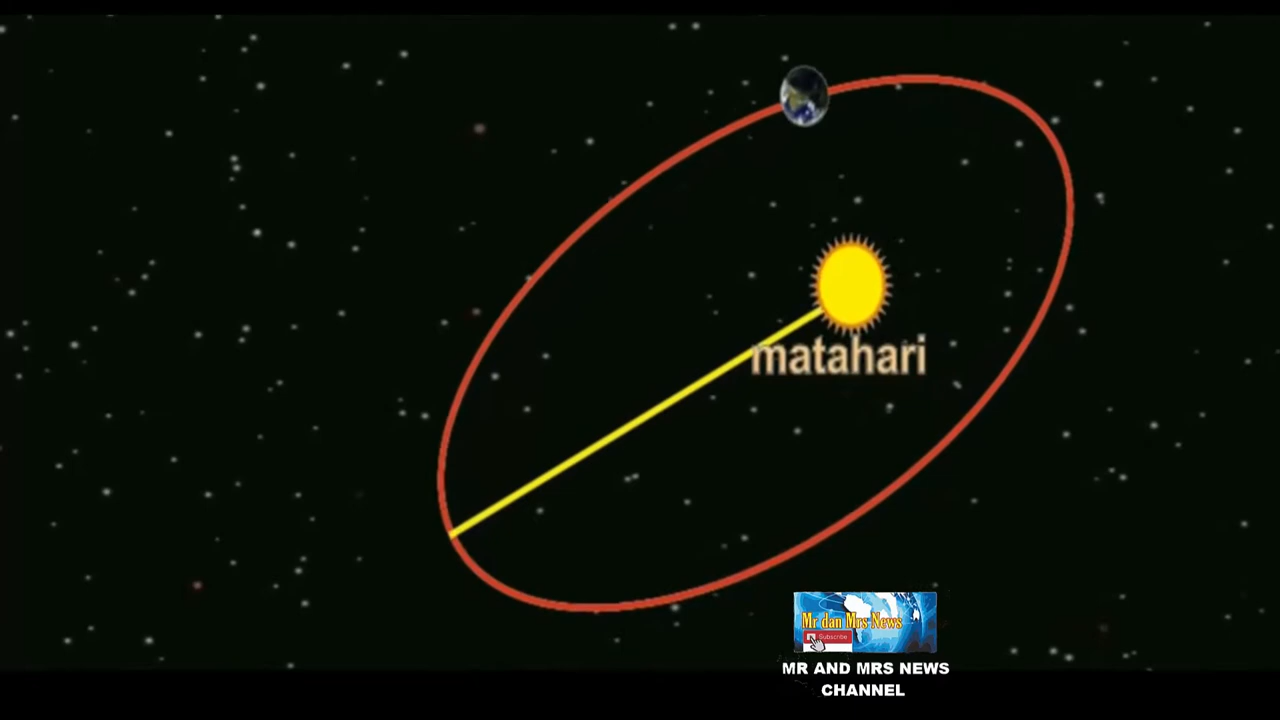 matahari
Mr dan Mrs News
Subscribe
MR AND MRS NEWS
CHANNEL